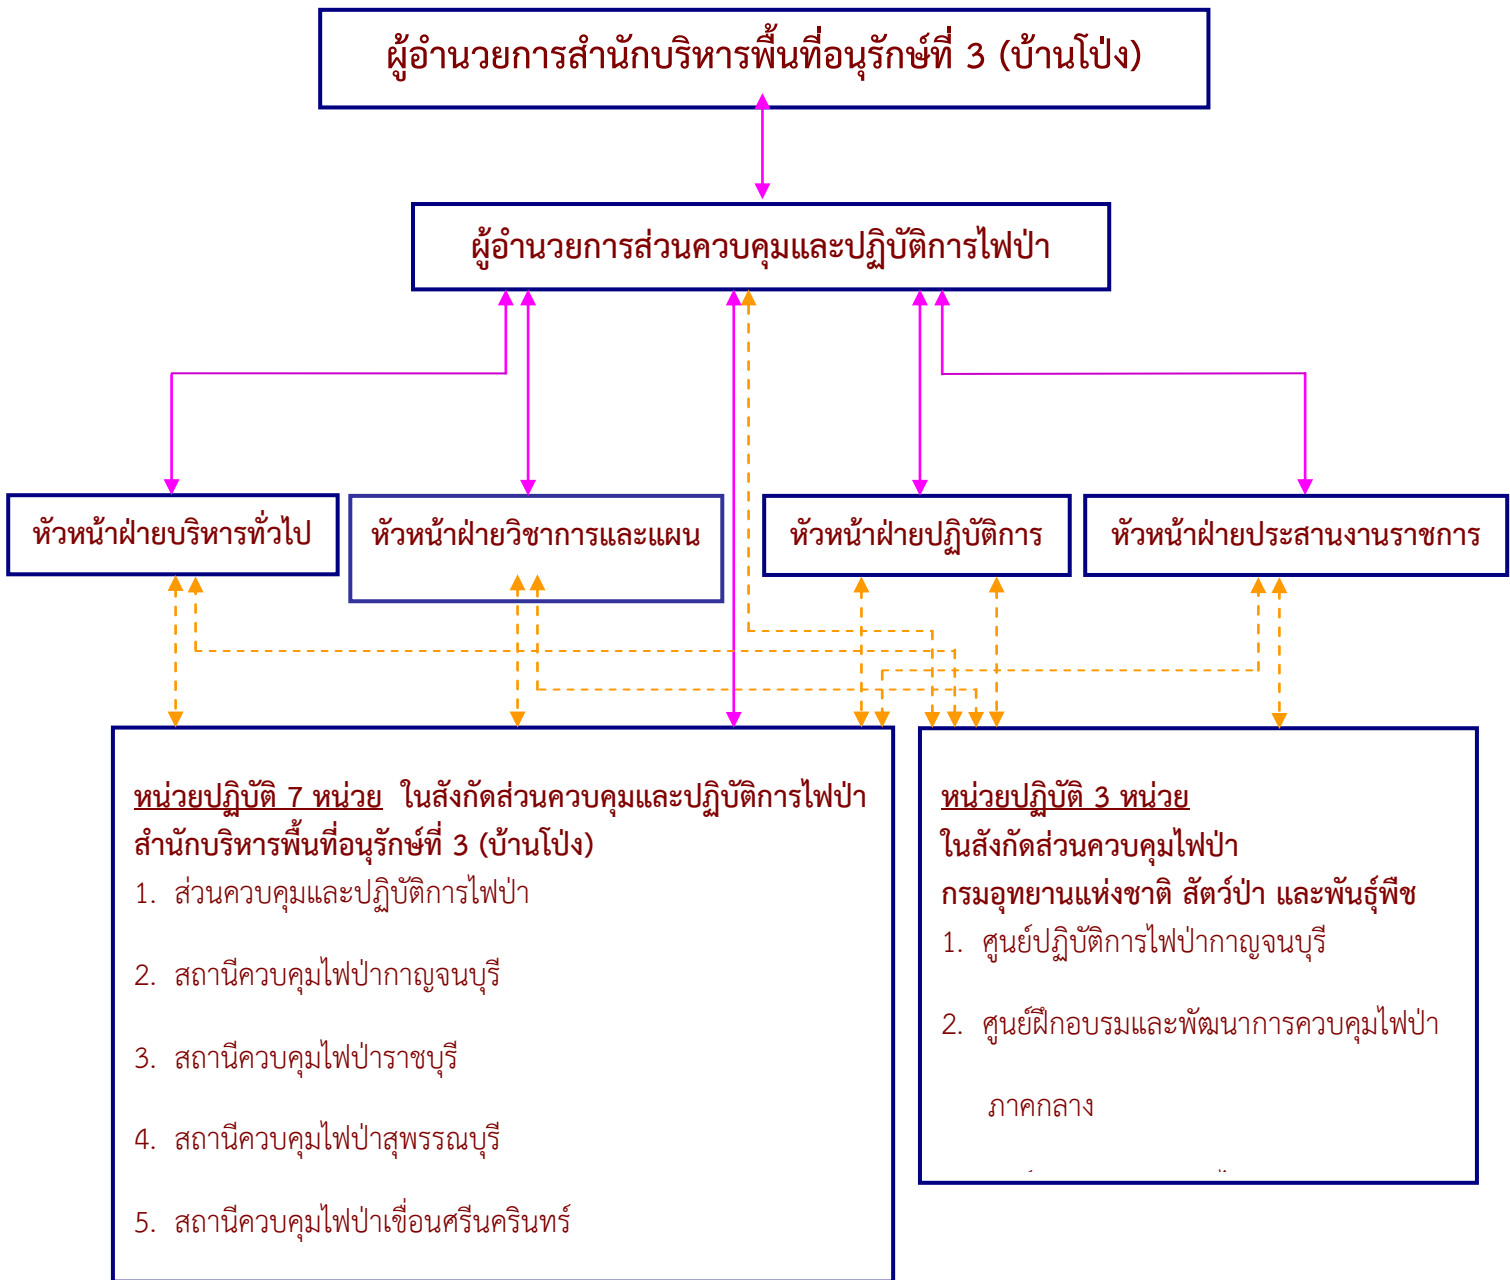 ผู้อำนวยการสำนักบริหารพื้นที่อนุรักษ์ที่ 3 (บ้านโป่ง)
ผู้อำนวยการส่วนควบคุมและปฏิบัติการไฟป่า
หัวหน้าฝ่ายบริหารทั่วไป
หัวหน้าฝ่ายวิชาการและแผน
หัวหน้าฝ่ายปฏิบัติการ
หัวหน้าฝ่ายประสานงานราชการ
หน่วยปฏิบัติ 7 หน่วย ในสังกัดส่วนควบคุมและปฏิบัติการไฟป่า
สำนักบริหารพื้นที่อนุรักษ์ที่ 3 (บ้านโป่ง)
1. ส่วนควบคุมและปฏิบัติการไฟป่า
2. สถานีควบคุมไฟป่ากาญจนบุรี
3. สถานีควบคุมไฟป่าราชบุรี
4. สถานีควบคุมไฟป่าสุพรรณบุรี
5. สถานีควบคุมไฟป่าเขื่อนศรีนครินทร์
หน่วยปฏิบัติ 3 หน่วย
ในสังกัดส่วนควบคุมไฟป่า
กรมอุทยานแห่งชาติ สัตว์ป่า และพันธุ์พืช
1. ศูนย์ปฏิบัติการไฟป่ากาญจนบุรี
2. ศูนย์ฝึกอบรมและพัฒนาการควบคุมไฟป่า
ภาคกลาง